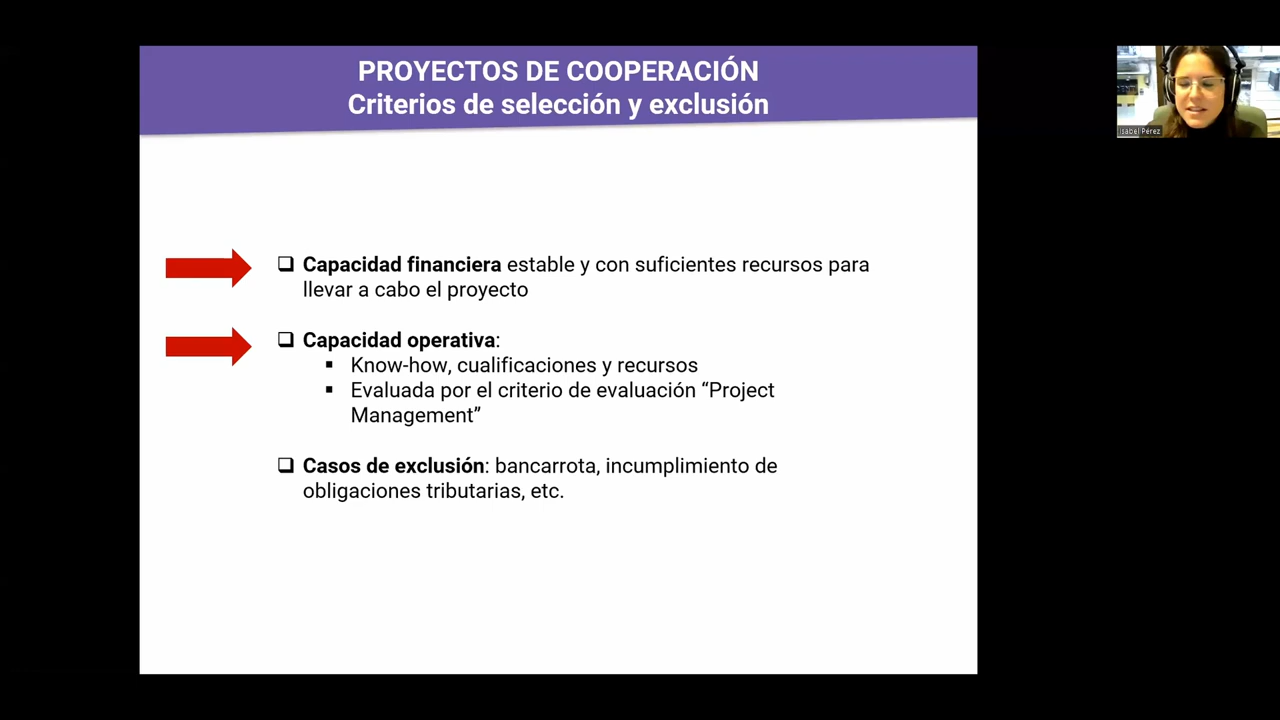 PROYECTOS DE COOPERACIÓN
Criterios de selección y exclusión
Capacidad financiera estable y con suficientes recursos para
llevar a cabo el proyecto
Capacidad operativa:
Know-how, cualificaciones y recursos
Evaluada por el criterio de evaluación “Project
Management”
Casos de exclusión: bancarrota, incumplimiento de
obligaciones tributarias, etc.
Isabel Pérez